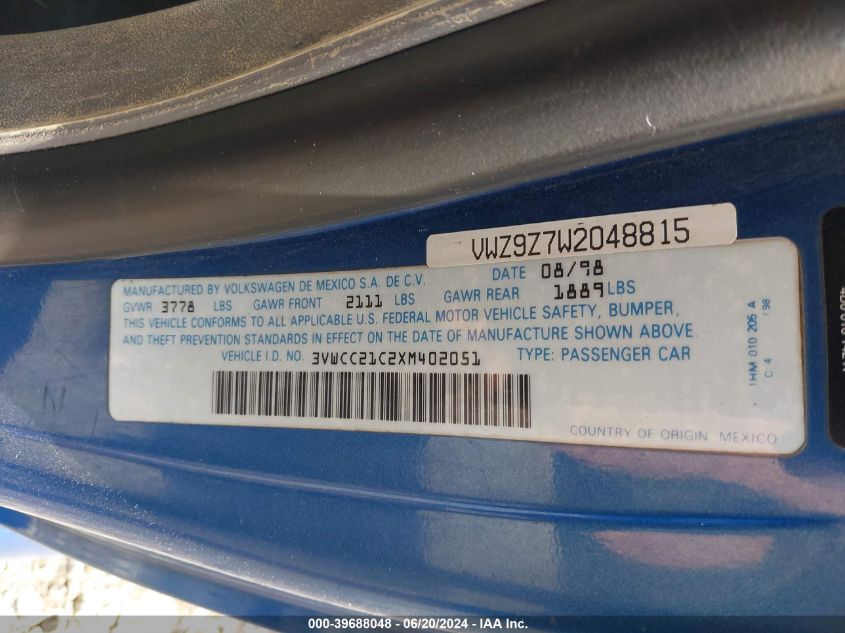 VWZ9Z7W2048815
MANUFACTURED BY VOLKSWAGEN DE MEXICO S.A. DE C.V. DATE 08/98
GVWR 3778 LBS GAWR FRONT 2111 LBS GAWR REAR 1889 LBS
THIS VEHICLE CONFORMS TO ALL APPLICABLE U.S. FEDERAL MOTOR VEHICLE SAFETY, BUMPER,
AND THEFT PREVENTION STANDARDS IN EFFECT ON THE DATE OF MANUFACTURE SHOWN ABOVE.
VEHICLE I.D. NO. 3VWCC21C2XM402051 TYPE: PASSENGER CAR
COUNTRY OF ORIGIN MEXICO
1HM 010 205 A
C 4 / 98
000-39688048 - 06/20/2024 - IAA Inc.